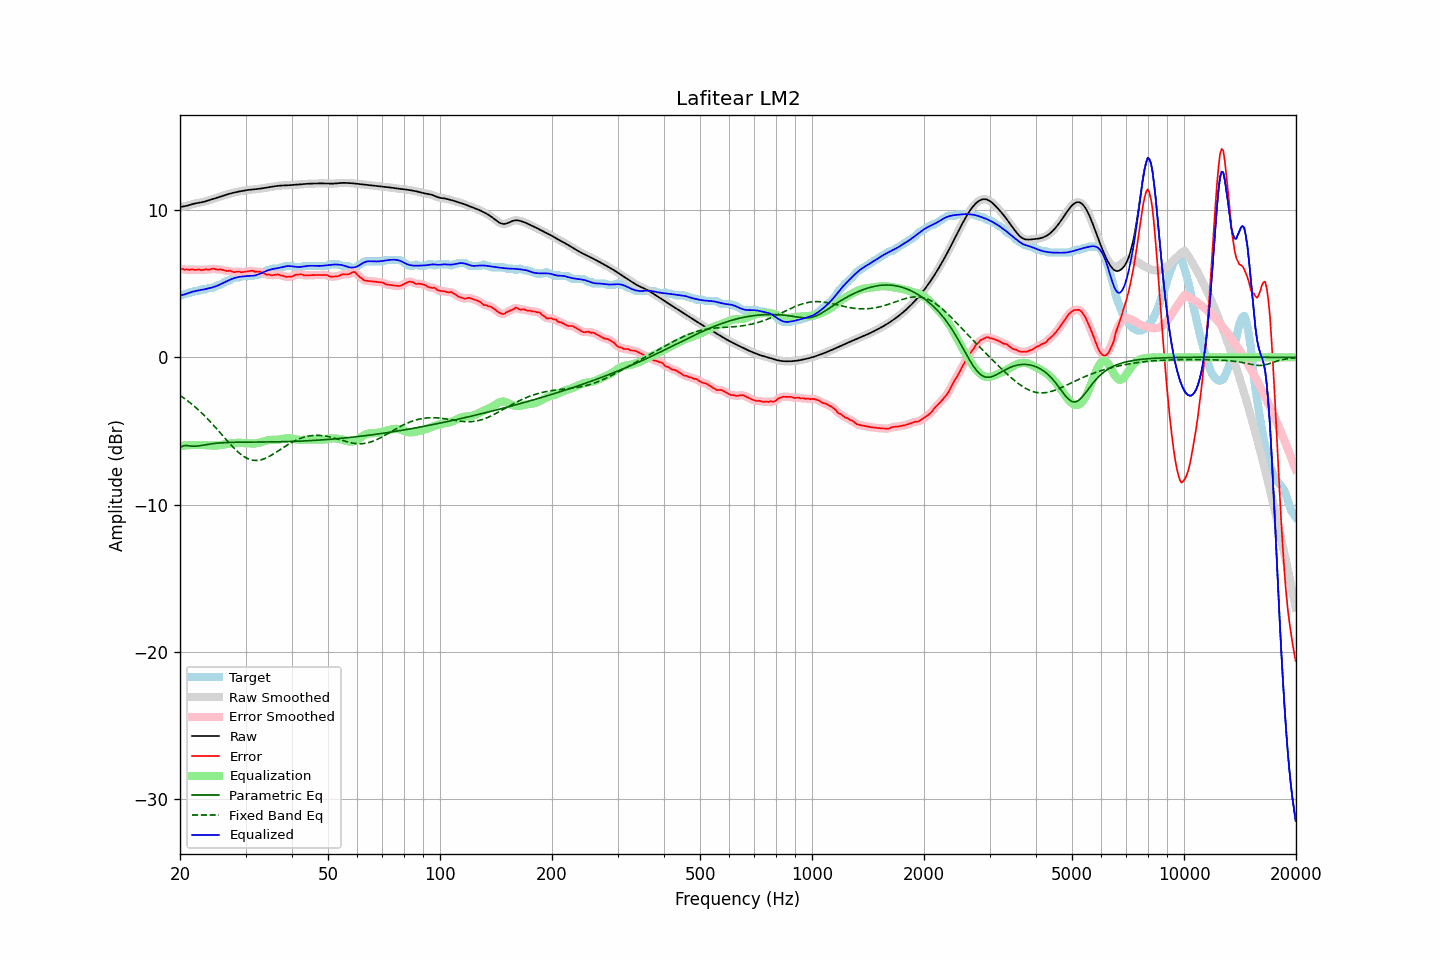 Lafitear LM2
Amplitude (dBr)
10
0
−10
−20
−30
Target
Raw Smoothed
Error Smoothed
Raw
Error
Equalization
Parametric Eq
Fixed Band Eq
Equalized
20 50 100 200 500 1000 2000 5000 10000 20000
Frequency (Hz)